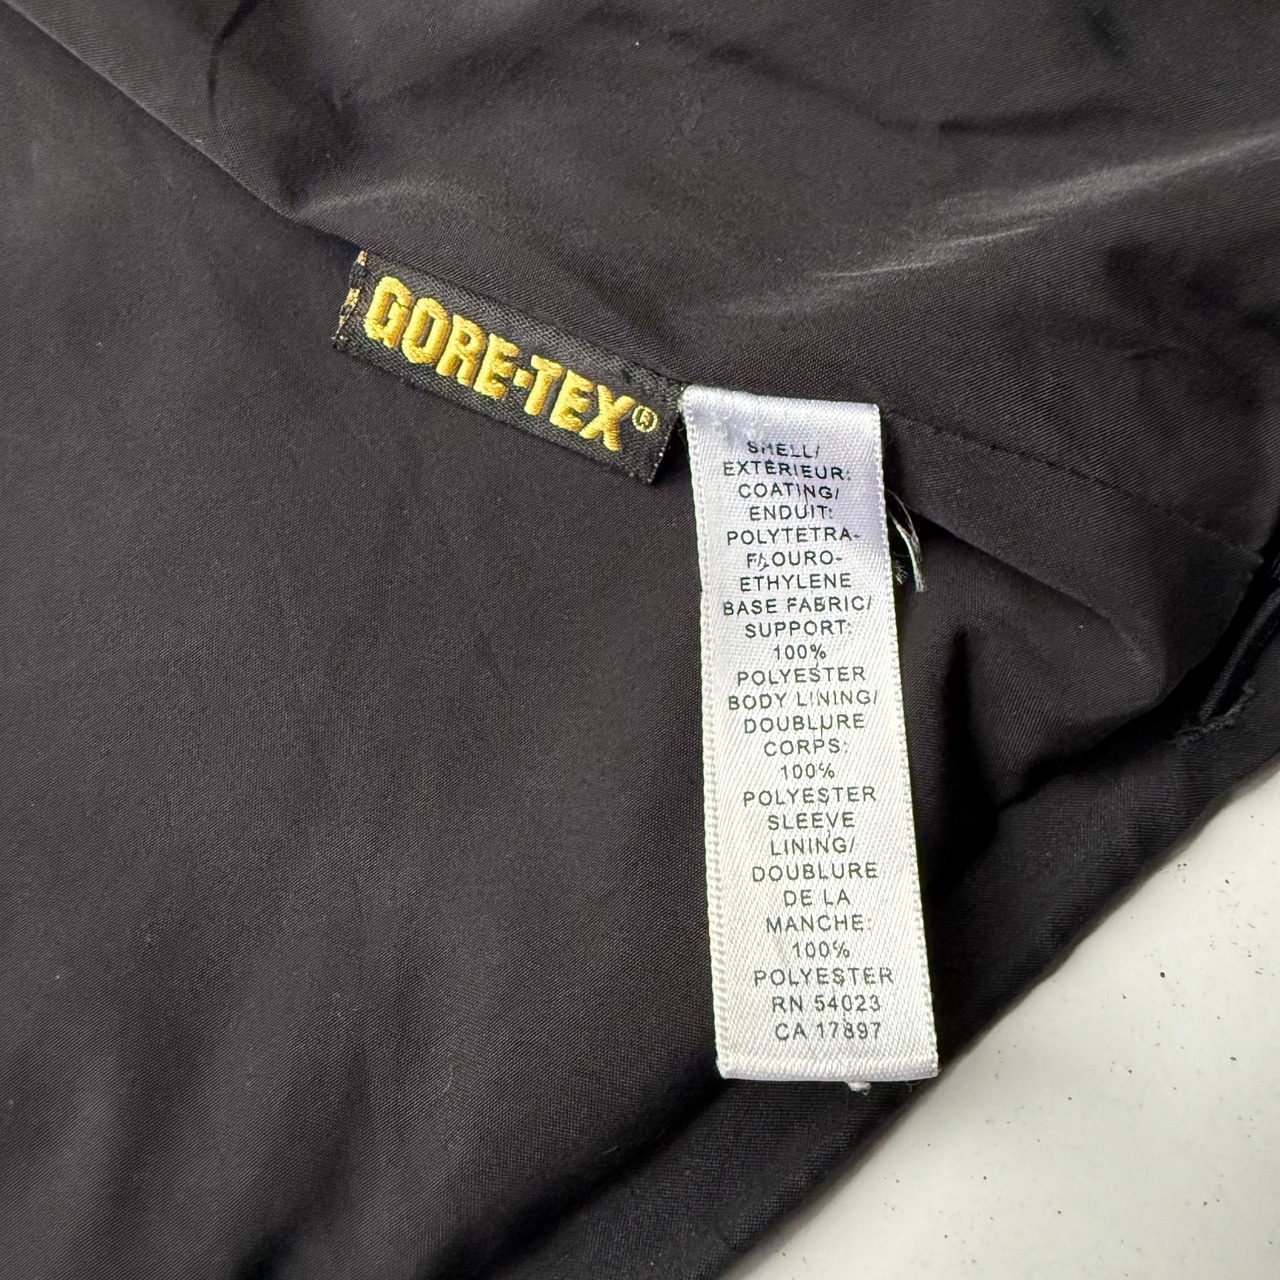 GORE-TEX®
SHELL/
EXTÉRIEUR:
COATING/
ENDUIT:
POLYTETRA-
FLOURO-
ETHYLENE
BASE FABRIC/
SUPPORT:
100%
POLYESTER
BODY LINING/
DOUBLURE
CORPS:
100%
POLYESTER
SLEEVE
LINING/
DOUBLURE
DE LA
MANCHE:
100%
POLYESTER
RN 54023
CA 17897